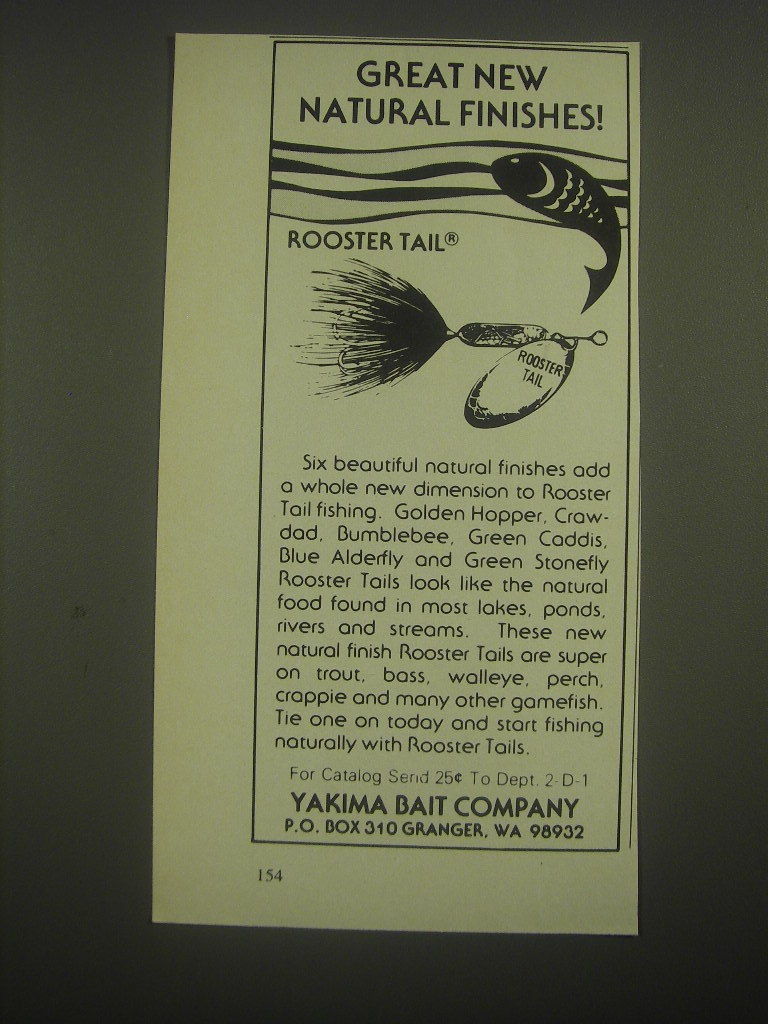 GREAT NEW
NATURAL FINISHES!
ROOSTER TAIL®
ROOSTER
TAIL
Six beautiful natural finishes add
a whole new dimension to Rooster
Tail fishing. Golden Hopper, Craw-
dad, Bumblebee, Green Caddis,
Blue Alderfly and Green Stonefly
Rooster Tails look like the natural
food found in most lakes, ponds,
rivers and streams. These new
natural finish Rooster Tails are super
on trout, bass, walleye, perch,
crappie and many other gamefish.
Tie one on today and start fishing
naturally with Rooster Tails.
For Catalog Send 25¢ To Dept. 2-D-1
YAKIMA BAIT COMPANY
P.O. BOX 310 GRANGER, WA 98932
154